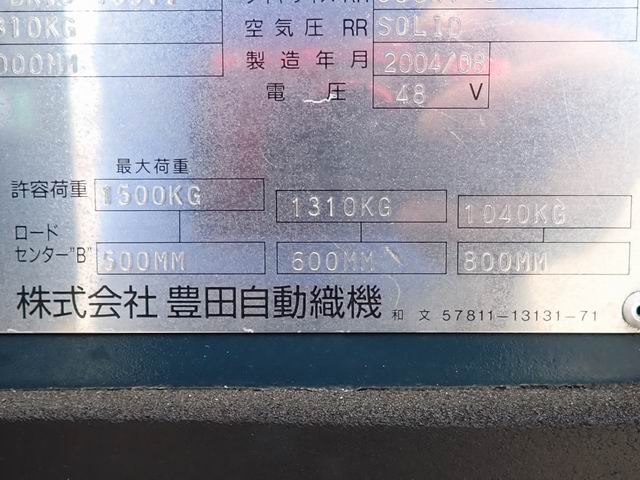 310KG
空気圧 RR SOLID
000MM
製造年月 2004/08
電圧 48 V
最大荷重
許容荷重 1500KG 1310KG 1040KG
ロード
センター"B" 500MM 600MM 800MM
株式会社 豊田自動織機 和文 57811-13131-71